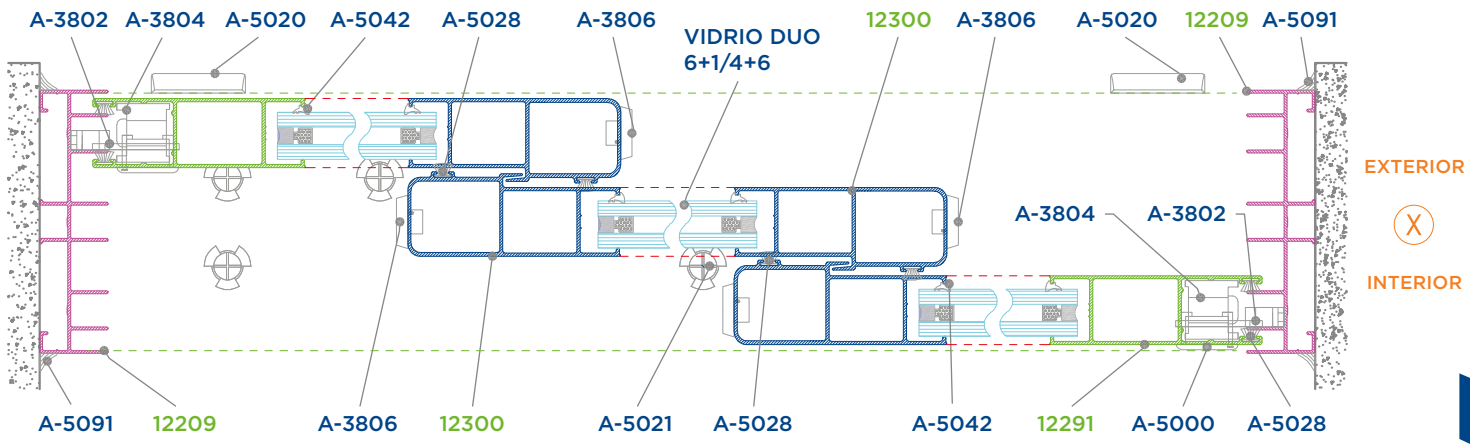 A-3802 A-3804 A-5020 A-5042 A-5028 A-3806 12300 A-3806 A-5020 12209 A-5091
VIDRIO DUO
6+1/4+6
EXTERIOR
A-3804 A-3802
X
INTERIOR
A-5091 12209 A-3806 12300 A-5021 A-5028 A-5042 12291 A-5000 A-5028